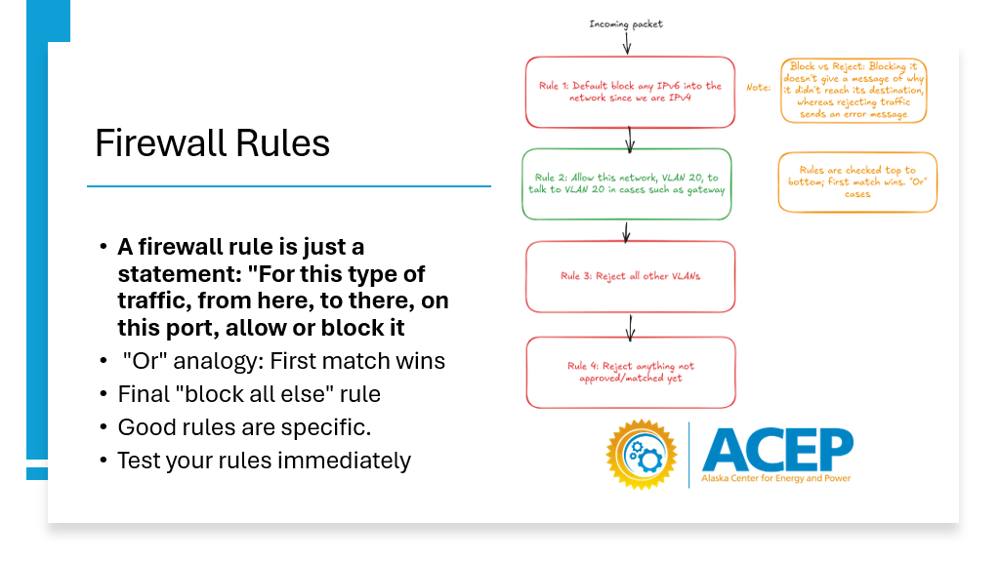 Firewall Rules
• A firewall rule is just a
statement: "For this type of
traffic, from here, to there, on
this port, allow or block it
• "Or" analogy: First match wins
• Final "block all else" rule
• Good rules are specific.
• Test your rules immediately
Incoming packet
Rule 1: Default block any IPv6 into the
network since we are IPv4
Note:
Block vs Reject: Blocking it
doesn't give a message of why
it didn't reach its destination,
whereas rejecting traffic
sends an error message
Rule 2: Allow this network, VLAN 20, to
talk to VLAN 20 in cases such as gateway
Rules are checked top to
bottom; first match wins. "Or"
cases
Rule 3: Reject all other VLANs
Rule 4: Reject anything not
approved/matched yet
ACEP
Alaska Center for Energy and Power